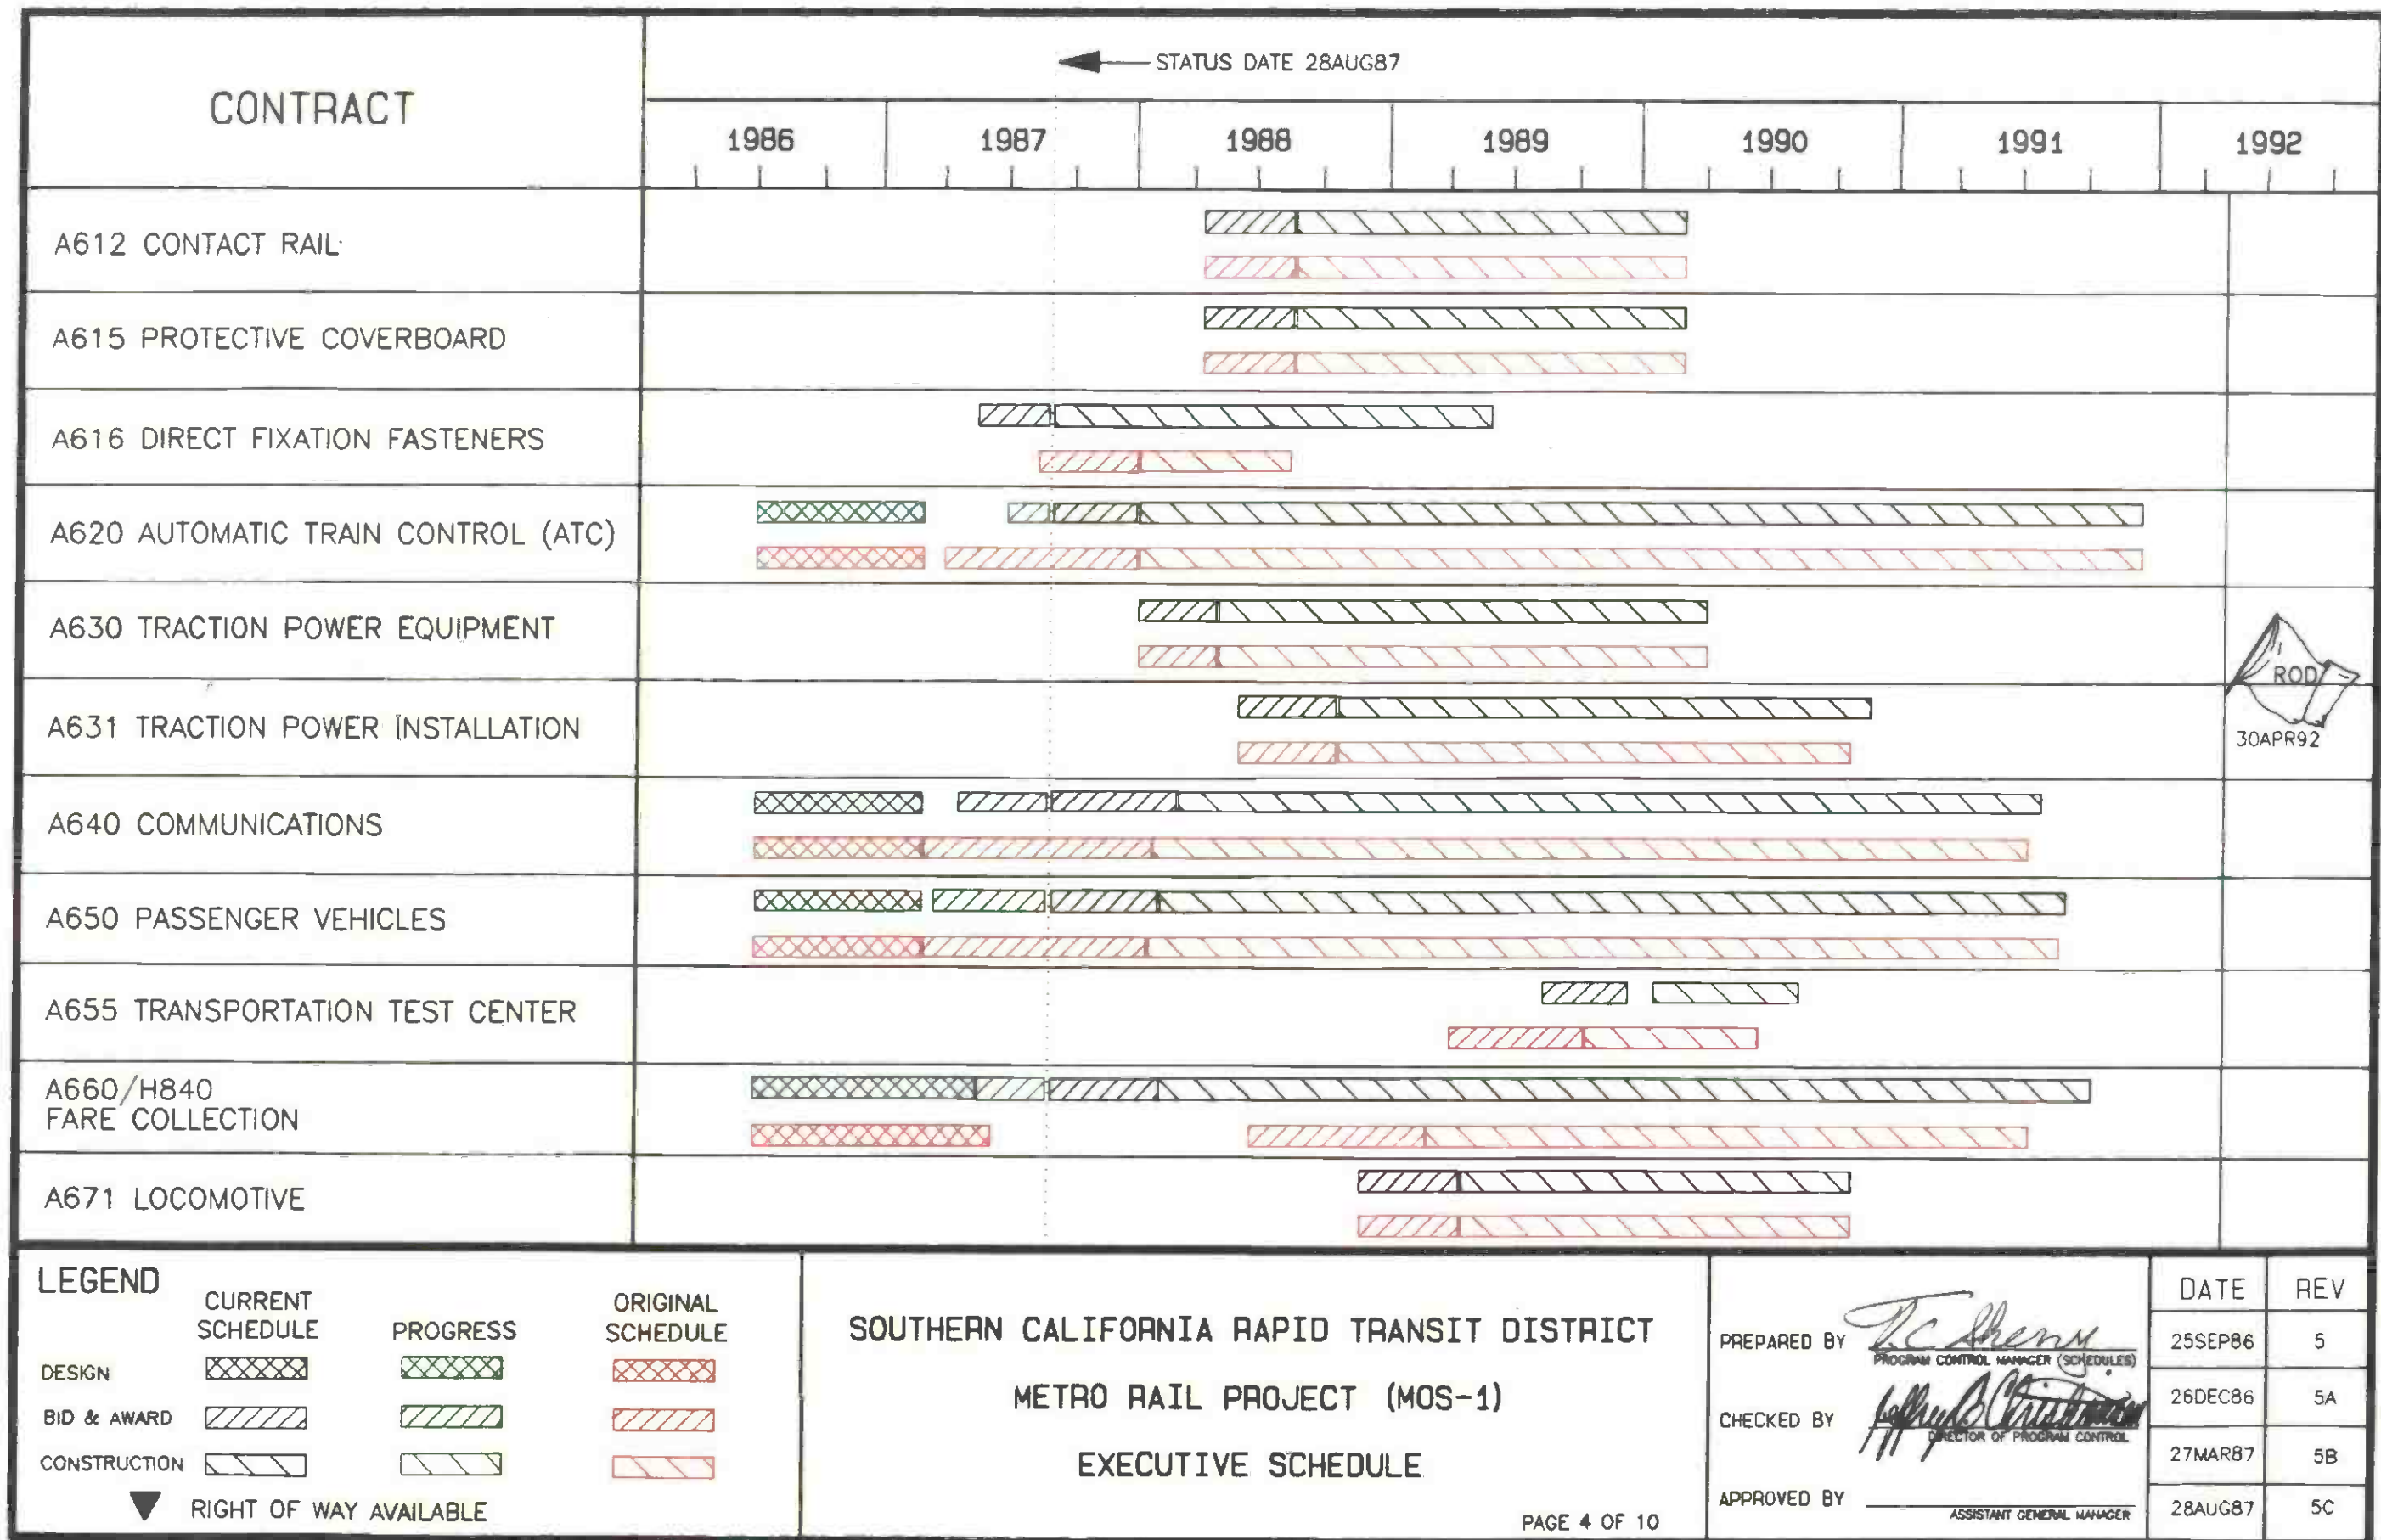 CONTRACT
STATUS DATE 28AUG87
1986 1987 1988 1989 1990 1991 1992
A612 CONTACT RAIL
A615 PROTECTIVE COVERBOARD
A616 DIRECT FIXATION FASTENERS
A620 AUTOMATIC TRAIN CONTROL (ATC)
A630 TRACTION POWER EQUIPMENT
A631 TRACTION POWER INSTALLATION
ROD
30APR92
A640 COMMUNICATIONS
A650 PASSENGER VEHICLES
A655 TRANSPORTATION TEST CENTER
A660/H840
FARE COLLECTION
A671 LOCOMOTIVE
LEGEND
CURRENT
SCHEDULE
PROGRESS
ORIGINAL
SCHEDULE
DESIGN
BID & AWARD
CONSTRUCTION
RIGHT OF WAY AVAILABLE
SOUTHERN CALIFORNIA RAPID TRANSIT DISTRICT
METRO RAIL PROJECT (MOS-1)
EXECUTIVE SCHEDULE
PAGE 4 OF 10
PREPARED BY
PROGRAM CONTROL MANAGER (SCHEDULES)
CHECKED BY
DIRECTOR OF PROGRAM CONTROL
APPROVED BY
ASSISTANT GENERAL MANAGER
DATE REV
25SEP86 5
26DEC86 5A
27MAR87 5B
28AUG87 5C